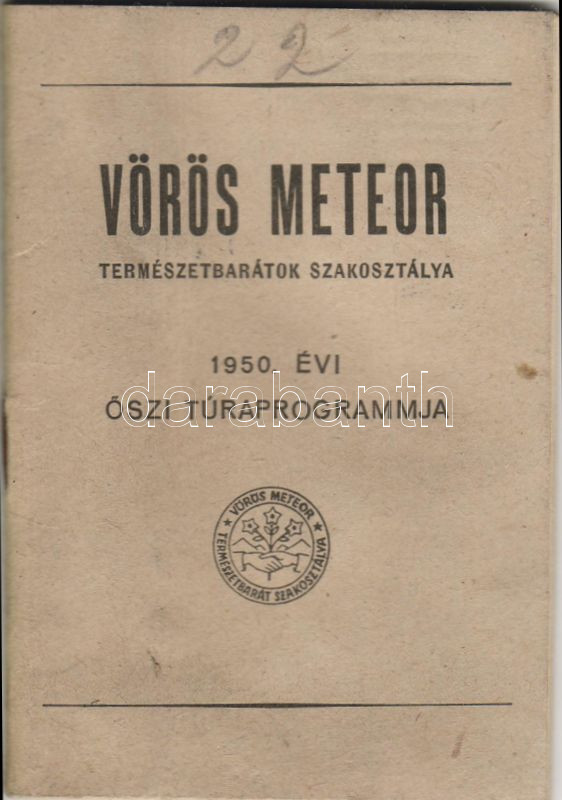 22
VÖRÖS METEOR
TERMÉSZETBARÁTOK SZAKOSZTÁLYA
1950. ÉVI
ŐSZI TÚRAPROGRAMMJA
darabanth
VÖRÖS METEOR
TERMÉSZETBARÁT SZAKOSZTÁLYA